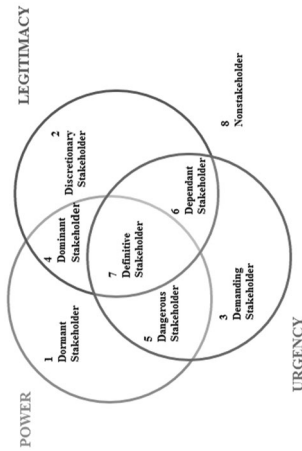 POWER
LEGITIMACY
1
Dormant
Stakeholder
4
Dominant
Stakeholder
2
Discretionary
Stakeholder
5
Dangerous
Stakeholder
7
Definitive
Stakeholder
6
Dependant
Stakeholder
3
Demanding
Stakeholder
8
Nonstakeholder
URGENCY